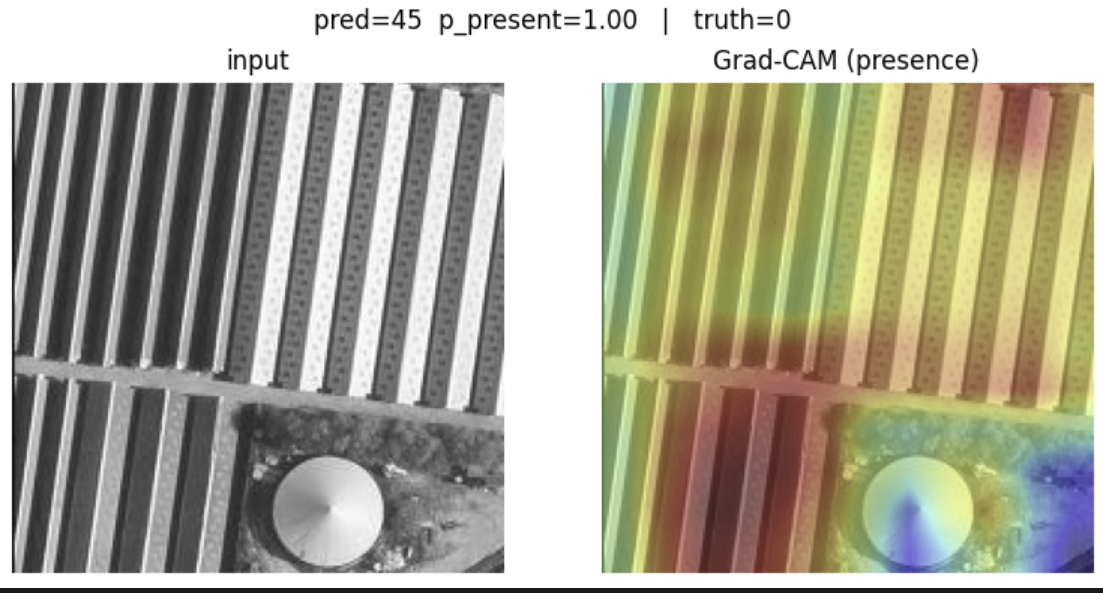 pred=45  p_present=1.00   |   truth=0
input
Grad-CAM (presence)